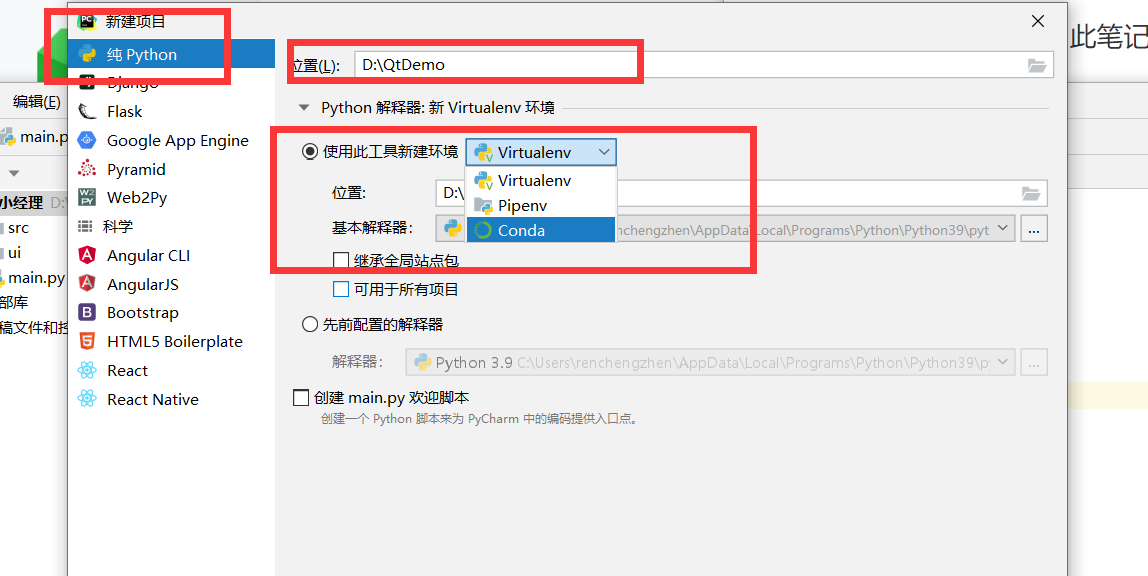 新建项目
此笔记
纯 Python
Django
Flask
Google App Engine
Pyramid
Web2Py
科学
Angular CLI
AngularJS
Bootstrap
HTML5 Boilerplate
React
React Native
位置(L): D:\QtDemo
Python 解释器: 新 Virtualenv 环境
使用此工具新建环境 Virtualenv
Virtualenv
Pipenv
Conda
位置: D:\
基本解释器: nchengzhen\AppData\Local\Programs\Python\Python39\pyt ...
继承全局站点包
可用于所有项目
先前配置的解释器
解释器: Python 3.9 C:\Users\renchengzhen\AppData\Local\Programs\Python\Python39\py ...
创建 main.py 欢迎脚本
创建一个 Python 脚本来为 PyCharm 中的编码提供入口点。
编辑(E)
main.p
小经理 D:
src
ui
main.py
部库
稿文件和控